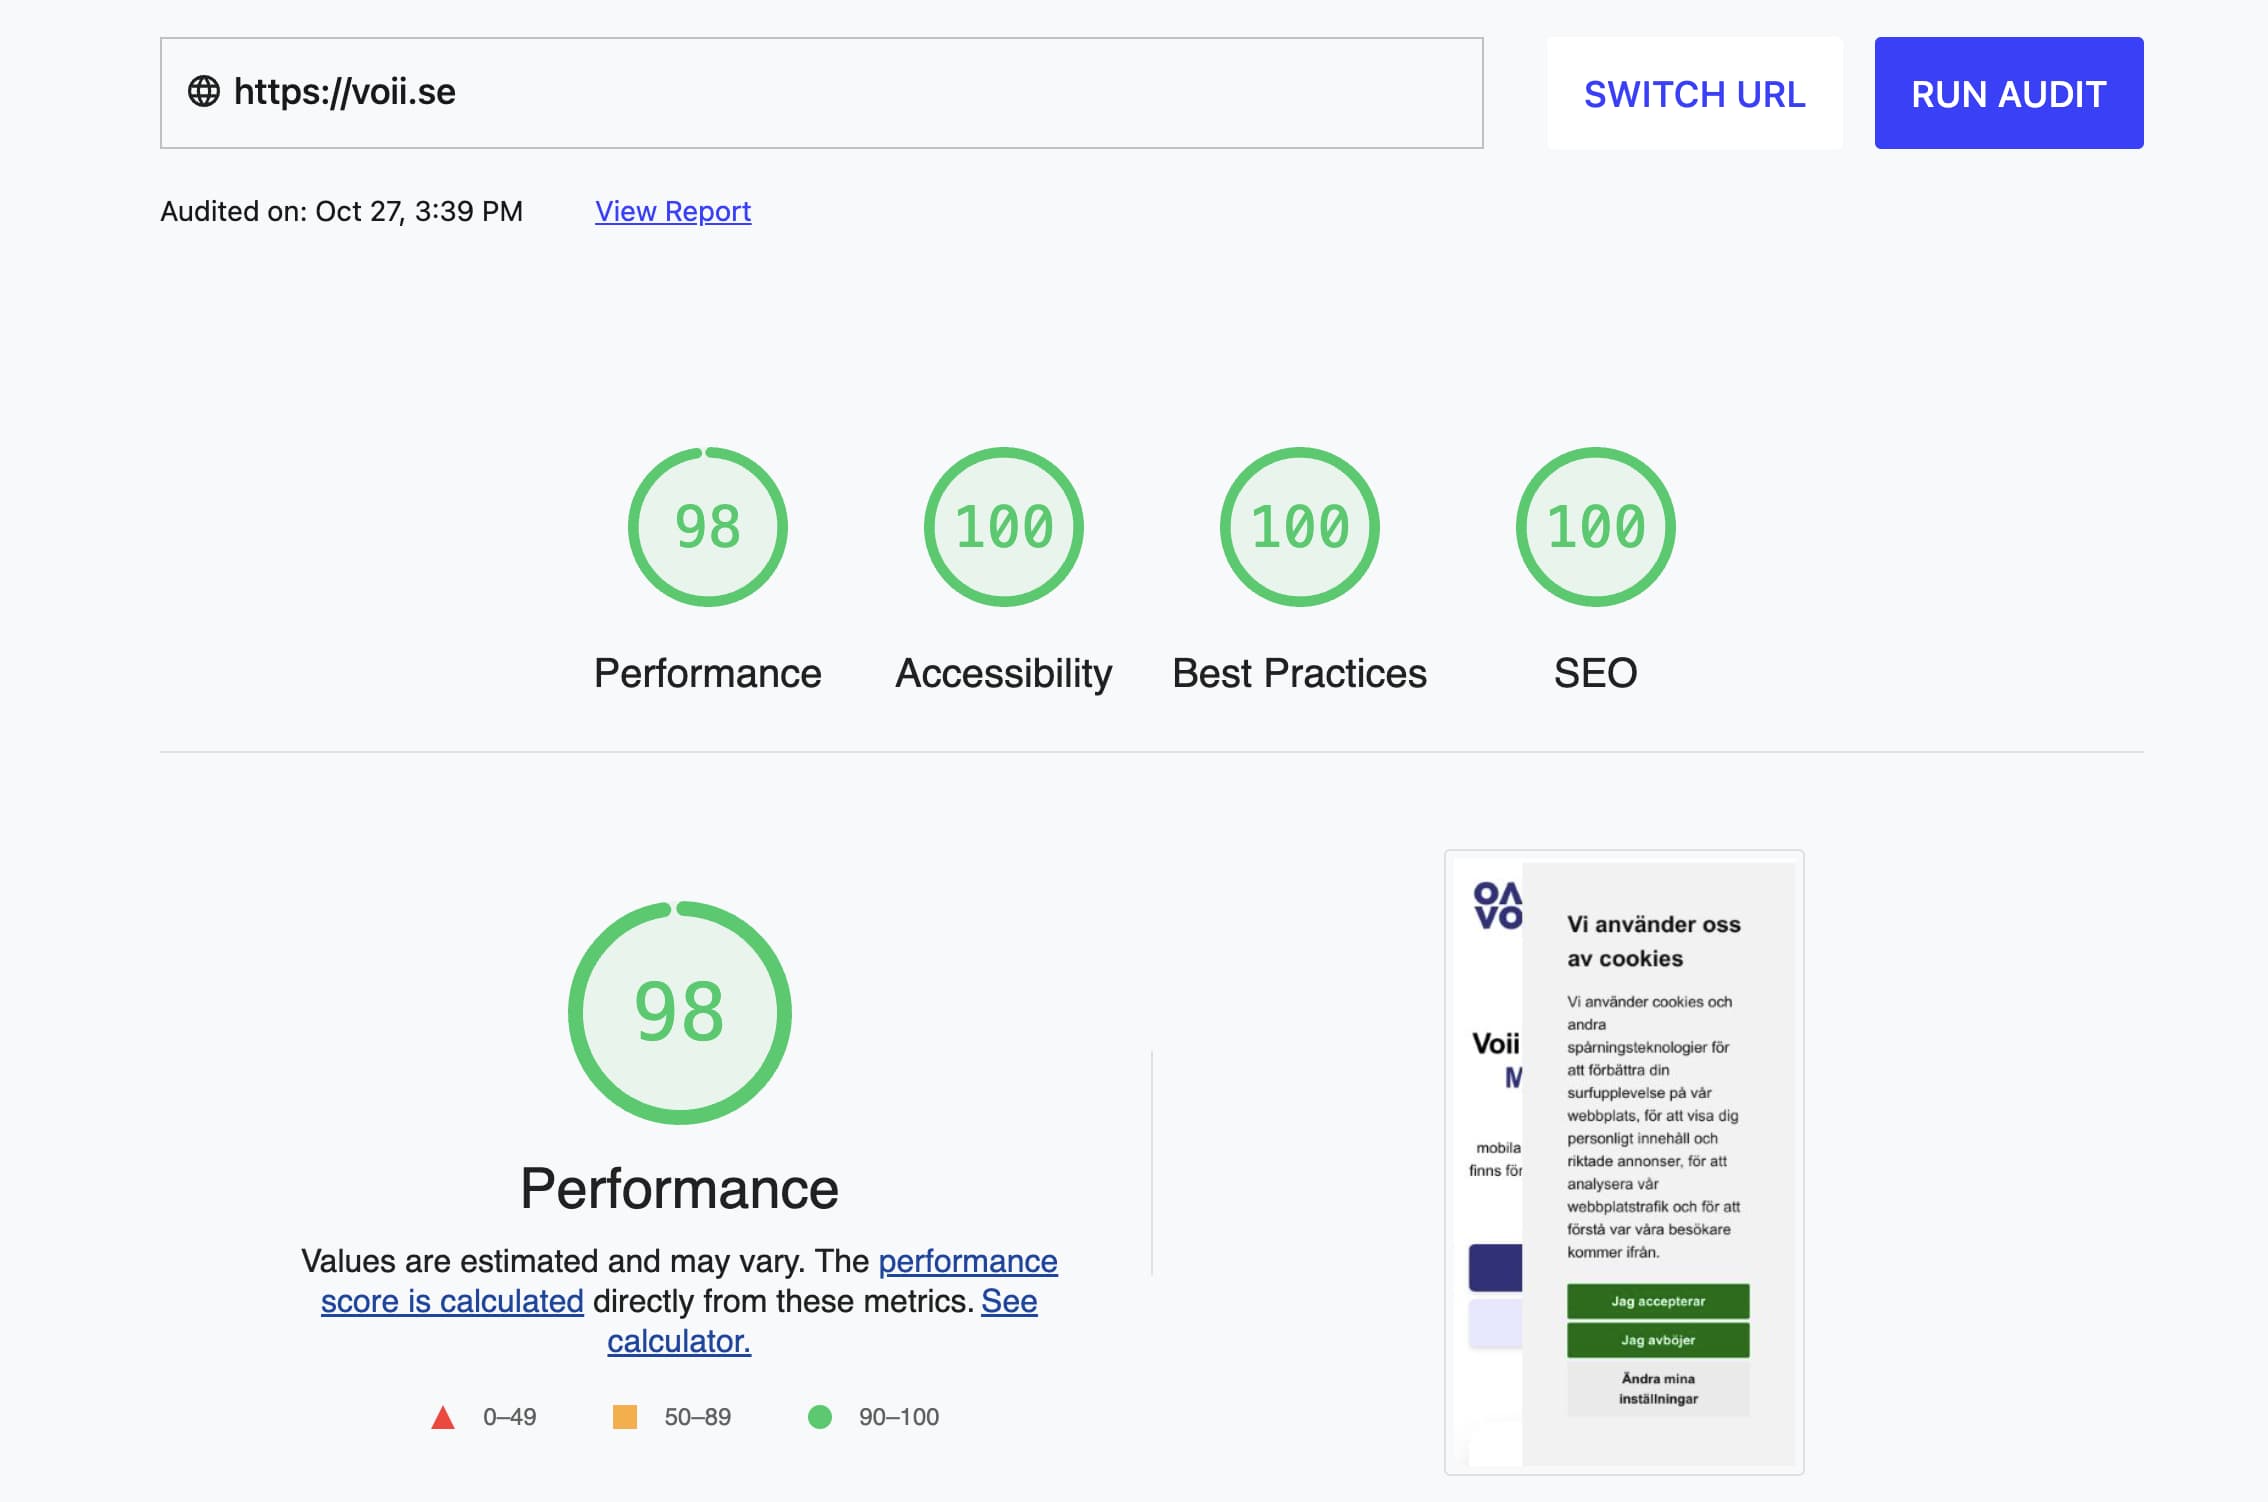 https://voii.se
SWITCH URL
RUN AUDIT
Audited on: Oct 27, 3:39 PM
View Report
98
100
100
100
Performance
Accessibility
Best Practices
SEO
98
Performance
Values are estimated and may vary. The performance
score is calculated directly from these metrics. See
calculator.
0–49
50–89
90–100
VO
Voii
M
mobila
finns för
Vi använder oss
av cookies
Vi använder cookies och
andra
spårningsteknologier för
att förbättra din
surfupplevelse på vår
webbplats, för att visa dig
personligt innehåll och
riktade annonser, för att
analysera vår
webbplatstrafik och för att
förstå var våra besökare
kommer ifrån.
Jag accepterar
Jag avböjer
Ändra mina
inställningar